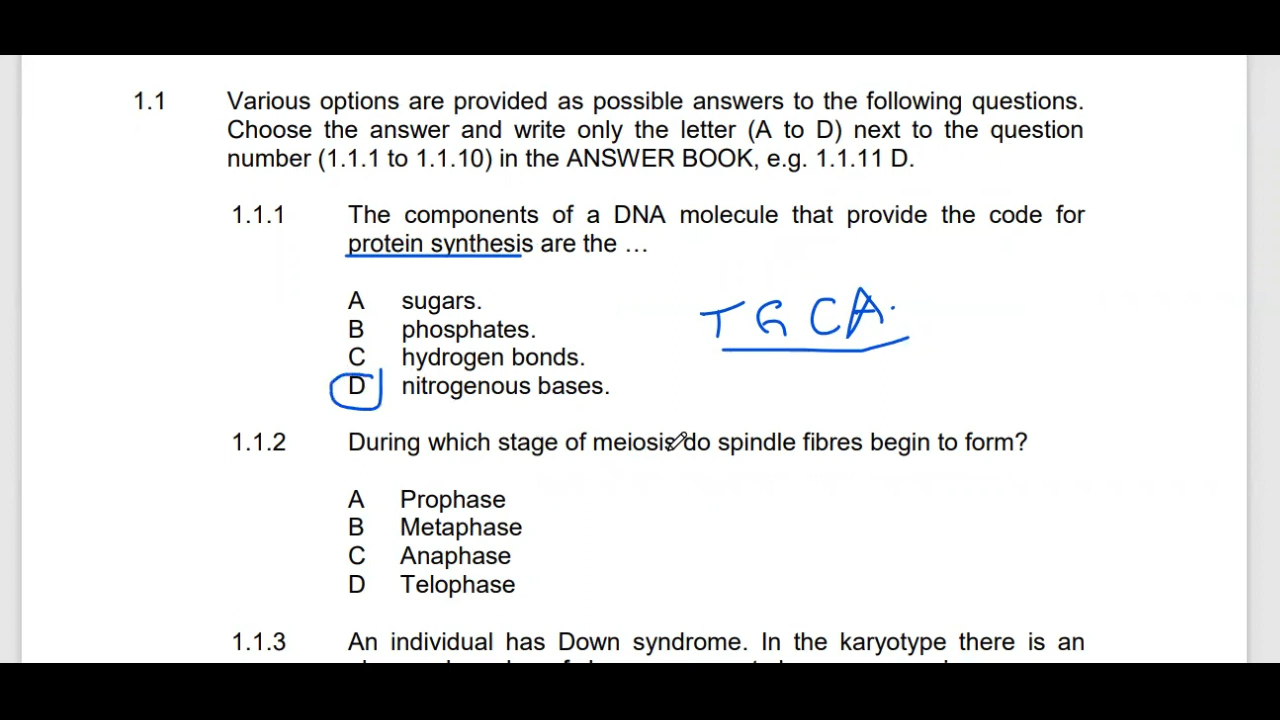 1.1 Various options are provided as possible answers to the following questions.
Choose the answer and write only the letter (A to D) next to the question
number (1.1.1 to 1.1.10) in the ANSWER BOOK, e.g. 1.1.11 D.
1.1.1 The components of a DNA molecule that provide the code for
protein synthesis are the …
A sugars.
B phosphates.
C hydrogen bonds.
D nitrogenous bases.
T G C A.
1.1.2 During which stage of meiosis do spindle fibres begin to form?
A Prophase
B Metaphase
C Anaphase
D Telophase
1.1.3 An individual has Down syndrome. In the karyotype there is an